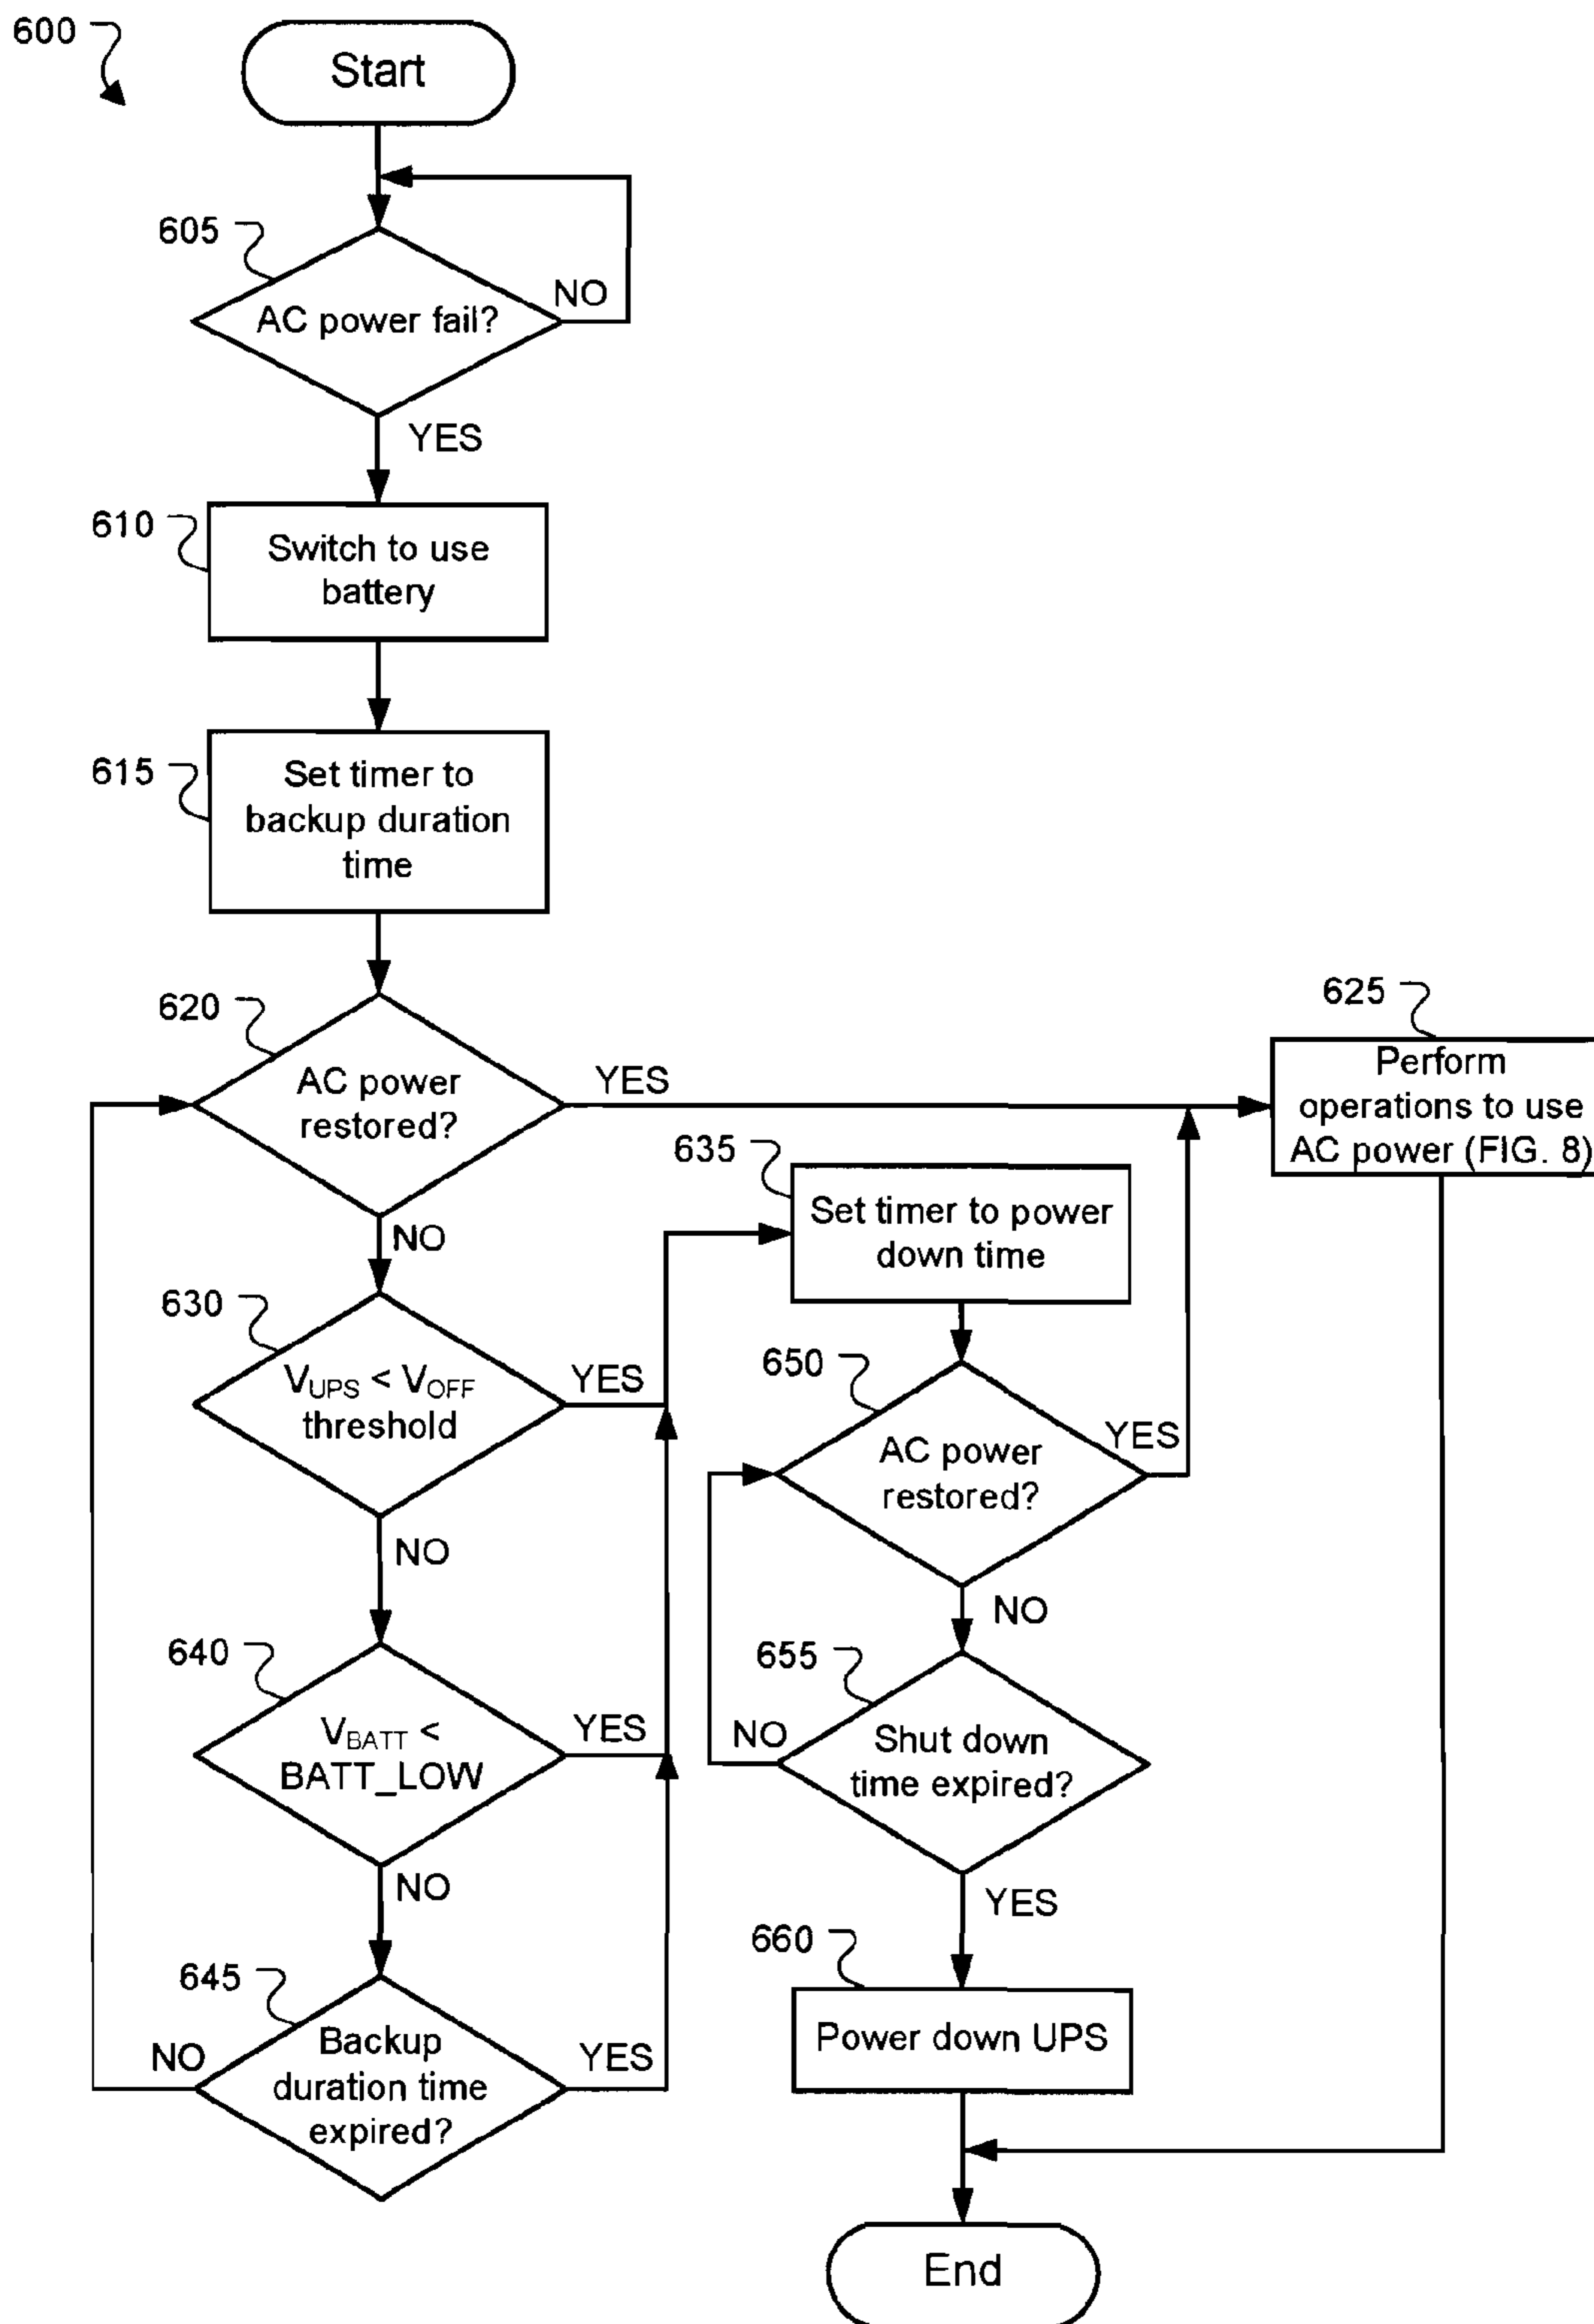 600
Start
605
AC power fail?
NO
YES
610
Switch to use
battery
615
Set timer to
backup duration
time
620
AC power
restored?
YES
NO
625
Perform
operations to use
AC power (FIG. 8)
630
VUPS < VOFF
threshold
YES
NO
635
Set timer to power
down time
640
VBATT <
BATT_LOW
YES
NO
645
Backup
duration time
expired?
NO
YES
650
AC power
restored?
YES
NO
655
Shut down
time expired?
NO
YES
660
Power down UPS
End